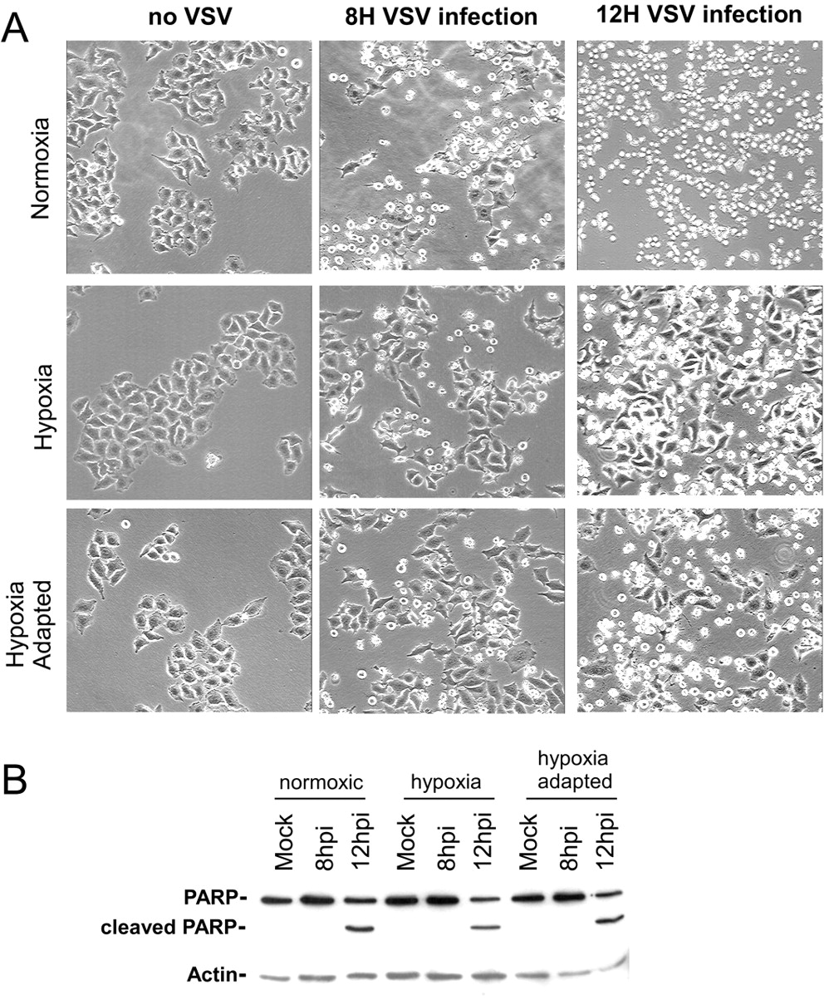 A
no VSV
8H VSV infection
12H VSV infection
Normoxia
Hypoxia
Hypoxia
Adapted
B
normoxic
hypoxia
hypoxia
adapted
Mock
8hpi
12hpi
Mock
8hpi
12hpi
Mock
8hpi
12hpi
PARP-
cleaved PARP-
Actin-